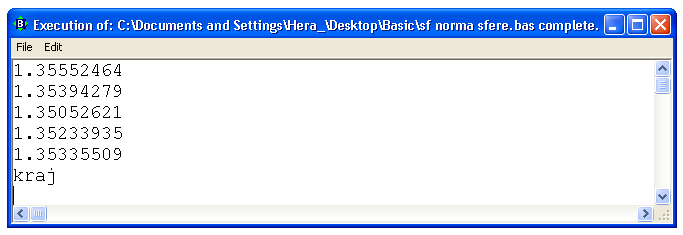 Execution of: C:\Documents and Settings\Hera_\Desktop\Basic\sf norma sfere.bas complete.
File Edit
1.35552464
1.35394279
1.35052621
1.35233935
1.35335509
kraj